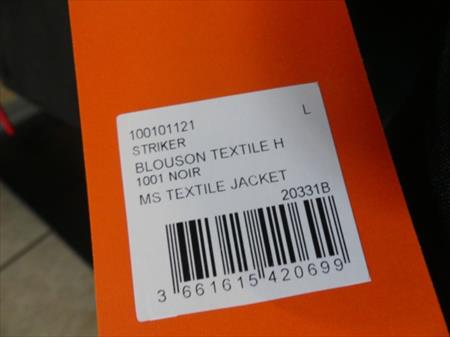 100101121 L
STRIKER
BLOUSON TEXTILE H
1001 NOIR
MS TEXTILE JACKET
20331B
3 661615 420699